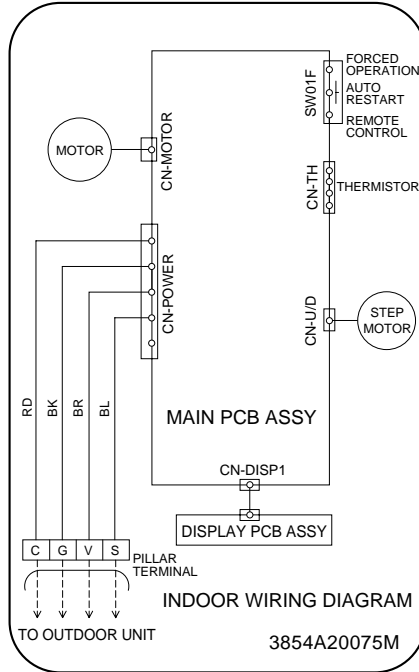 FORCED
OPERATION
AUTO
RESTART
REMOTE
CONTROL
SW01F
MOTOR
CN-MOTOR
CN-TH
THERMISTOR
CN-POWER
CN-U/D
STEP
MOTOR
RD
BK
BR
BL
MAIN PCB ASSY
CN-DISP1
DISPLAY PCB ASSY
C G V S
PILLAR
TERMINAL
INDOOR WIRING DIAGRAM
TO OUTDOOR UNIT
3854A20075M